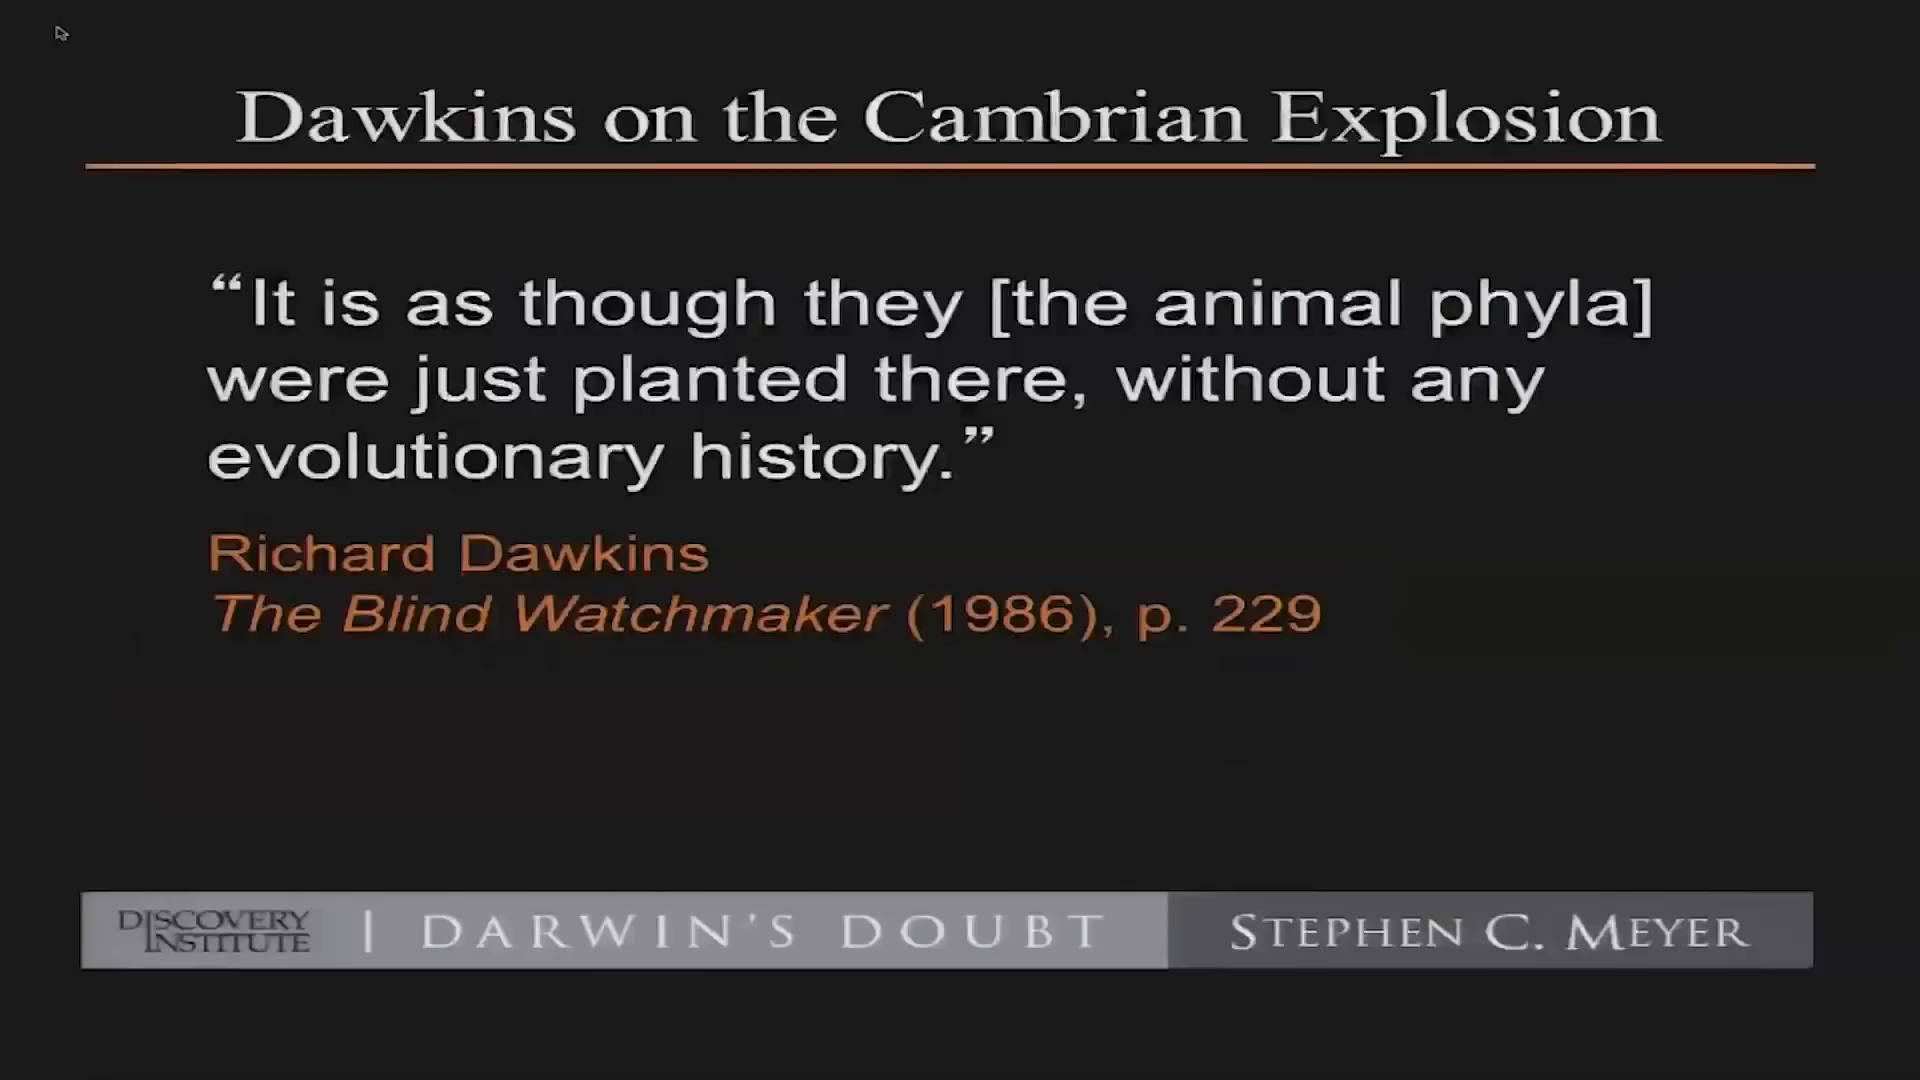 Dawkins on the Cambrian Explosion
“It is as though they [the animal phyla]
were just planted there, without any
evolutionary history.”
Richard Dawkins
The Blind Watchmaker (1986), p. 229
DISCOVERY
INSTITUTE
| DARWIN'S DOUBT
STEPHEN C. MEYER